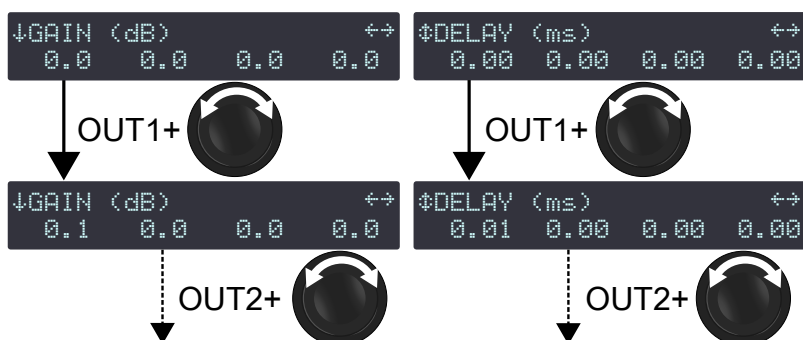 ↓GAIN (dB) ←→
0.0 0.0 0.0 0.0
OUT1+
↓GAIN (dB) ←→
0.1 0.0 0.0 0.0
OUT2+
↕DELAY (ms) ←→
0.00 0.00 0.00 0.00
OUT1+
↕DELAY (ms) ←→
0.01 0.00 0.00 0.00
OUT2+